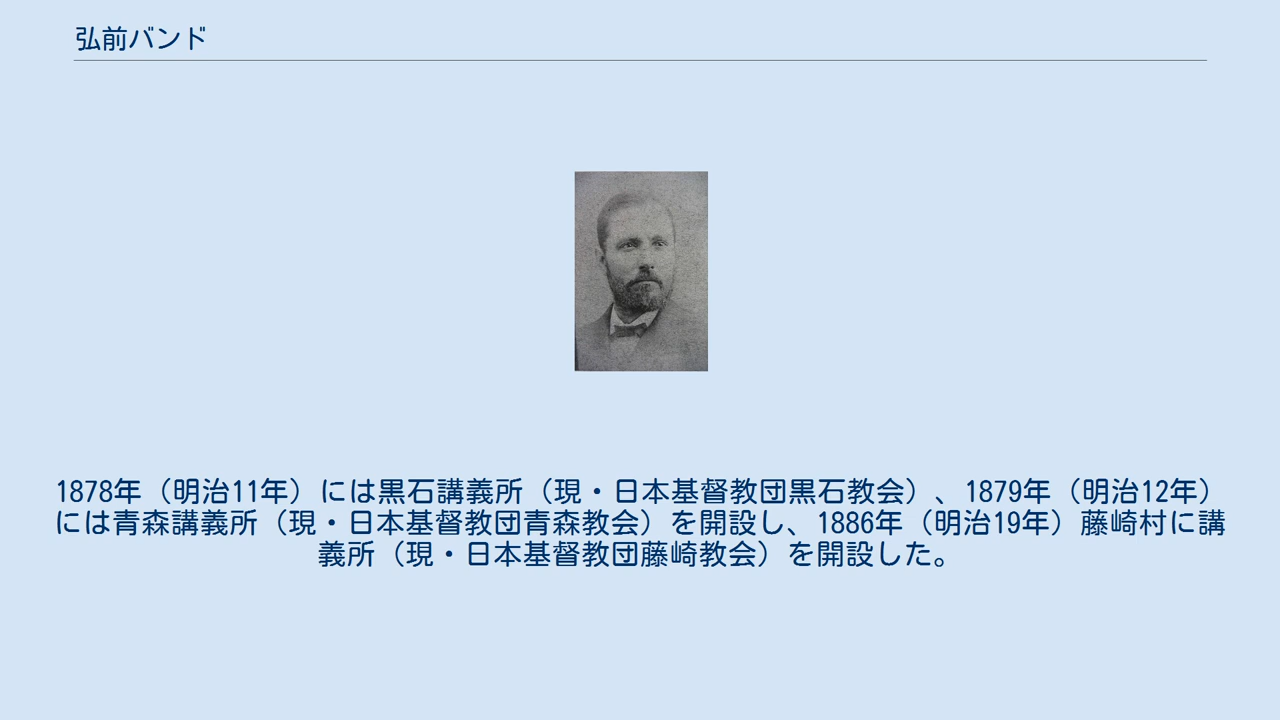 弘前バンド
1878年（明治11年）には黒石講義所（現・日本基督教団黒石教会）、1879年（明治12年）
には青森講義所（現・日本基督教団青森教会）を開設し、1886年（明治19年）藤崎村に講
義所（現・日本基督教団藤崎教会）を開設した。